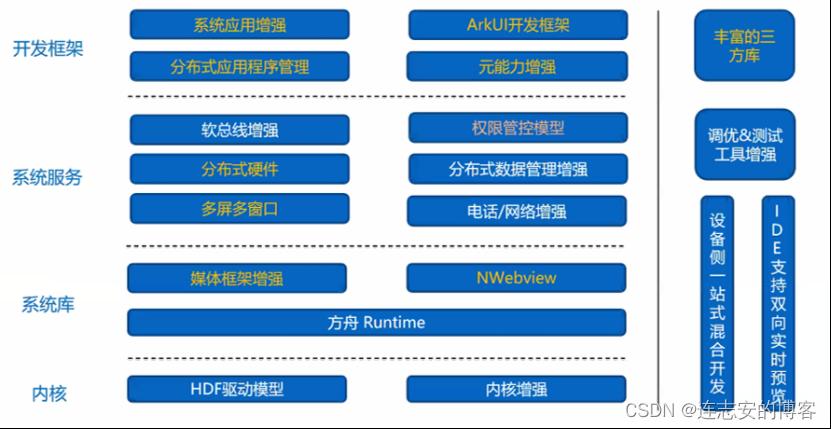 开发框架
系统应用增强
ArkUI开发框架
分布式应用程序管理
元能力增强
系统服务
软总线增强
权限管控模型
分布式硬件
分布式数据管理增强
多屏多窗口
电话/网络增强
系统库
媒体框架增强
NWebview
方舟 Runtime
内核
HDF驱动模型
内核增强
丰富的三
方库
调优&测试
工具增强
设备侧一站式混合开发
IDE支持双向实时预览
CSDN @连志安的博客